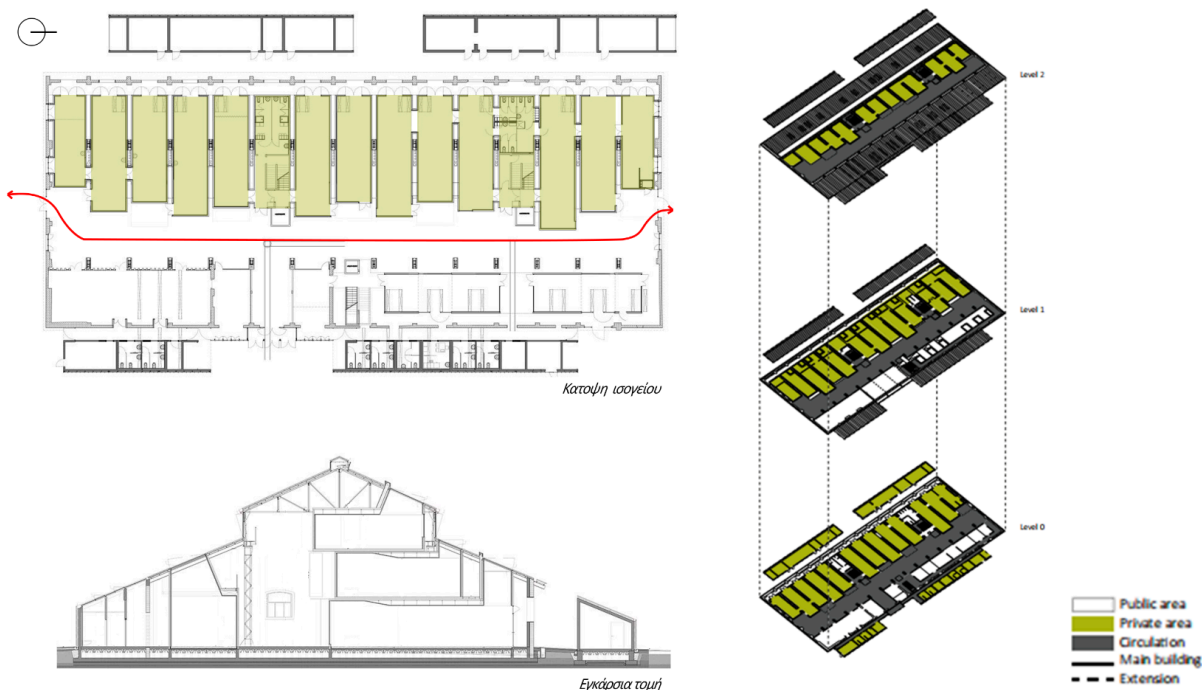 Κατοψη ισογείου
Εγκάρσια τομή
Level 2
Level 1
Level 0
Public area
Private area
Circulation
Main building
Extension